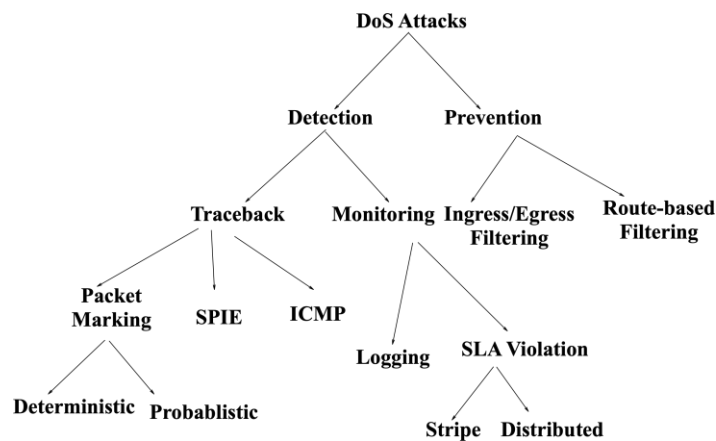 DoS Attacks
Detection
Prevention
Traceback
Monitoring
Ingress/Egress
Filtering
Route-based
Filtering
Packet
Marking
SPIE
ICMP
Logging
SLA Violation
Deterministic
Probablistic
Stripe
Distributed